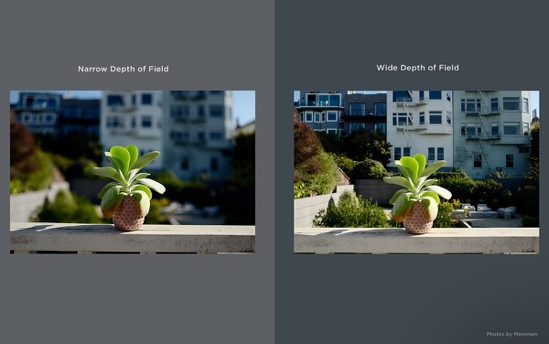 Narrow Depth of Field
Wide Depth of Field
Photos by Monoram